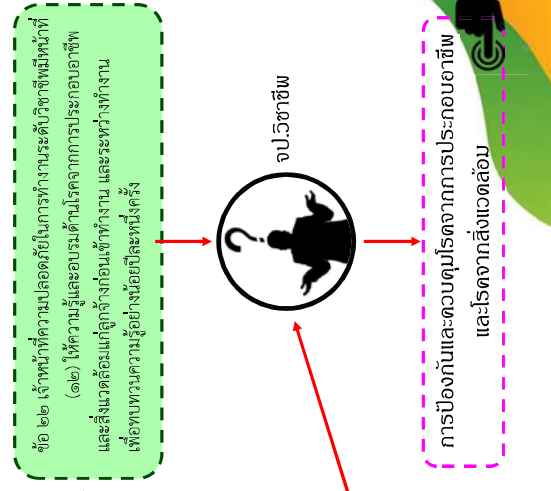 ข้อ ๒๒ เจ้าหน้าที่ความปลอดภัยในการทำงานระดับวิชาชีพมีหน้าที่
(๑๒) ให้ความรู้และอบรมด้านโรคจากการประกอบอาชีพ
และสิ่งแวดล้อมแก่ลูกจ้างก่อนเข้าทำงาน และระหว่างทำงาน
เพื่อทบทวนความรู้อย่างน้อยปีละหนึ่งครั้ง
จป.วิชาชีพ
การป้องกันและควบคุมโรคจากการประกอบอาชีพ
และโรคจากสิ่งแวดล้อม